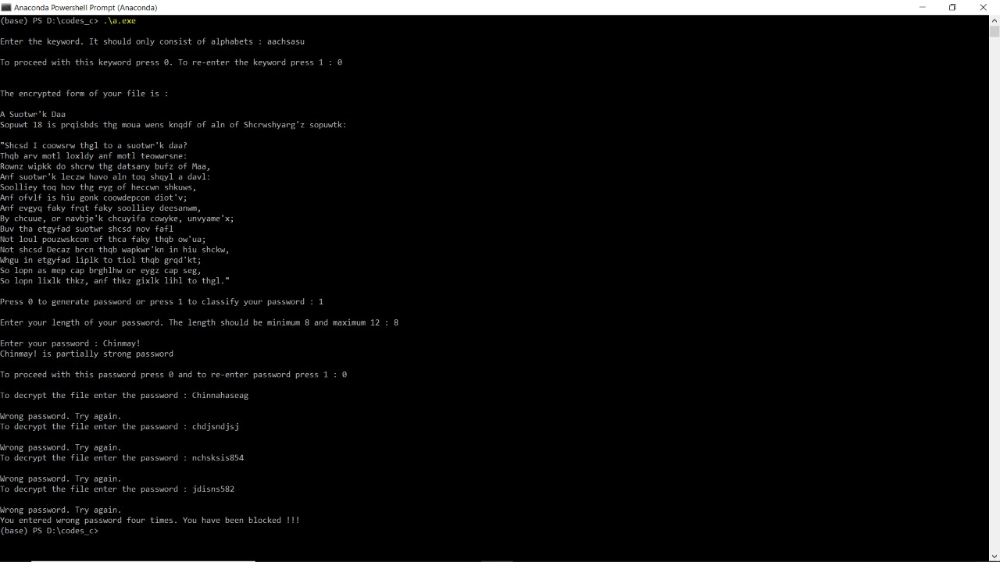 Anaconda Powershell Prompt (Anaconda)
(base) PS D:\codes_c> .\a.exe
Enter the keyword. It should only consist of alphabets : aachsasu
To proceed with this keyword press 0. To re-enter the keyword press 1 : 0
The encrypted form of your file is :
A Suotwr'k Daa
Sopuwt 18 is prqisbds thg moua wens knqdf of aln of Shcrwshyarg'z sopuwtk:
"Shcsd I coowsrw thgl to a suotwr'k daa?
Thqb arv motl loxldy anf motl teowwrsne:
Rownz wipkk do shcrw thg datsany bufz of Maa,
Anf suotwr'k leczw havo aln toq shqyl a davl:
Soolliey toq hov thg eyg of heccwn shkuws,
Anf ofvlf is hiu gonk coowdepcon diot'v;
Anf evgyq faky frqt faky soolliey deesanwm,
By chcuue, or navbje'k chcuyifa cowyke, unvyame'x;
Buv tha etgyfad suotwr shcsd nov fafl
Not loul pouzwskcon of thca faky thqb ow'ua;
Not shcsd Decaz brcn thqb wapkwr'kn in hiu shckw,
Whgu in etgyfad liplk to tiol thqb grqd'kt;
So lopn as mep cap brghlhw or eygz cap seg,
So lopn lixlk thkz, anf thkz gixlk lihl to thgl."
Press 0 to generate password or press 1 to classify your password : 1
Enter your length of your password. The length should be minimum 8 and maximum 12 : 8
Enter your password : Chinmay!
Chinmay! is partially strong password
To proceed with this password press 0 and to re-enter password press 1 : 0
To decrypt the file enter the password : Chinnahaseag
Wrong password. Try again.
To decrypt the file enter the password : chdjsndjsj
Wrong password. Try again.
To decrypt the file enter the password : nchsksis854
Wrong password. Try again.
To decrypt the file enter the password : jdisns582
Wrong password. Try again.
You entered wrong password four times. You have been blocked !!!
(base) PS D:\codes_c>